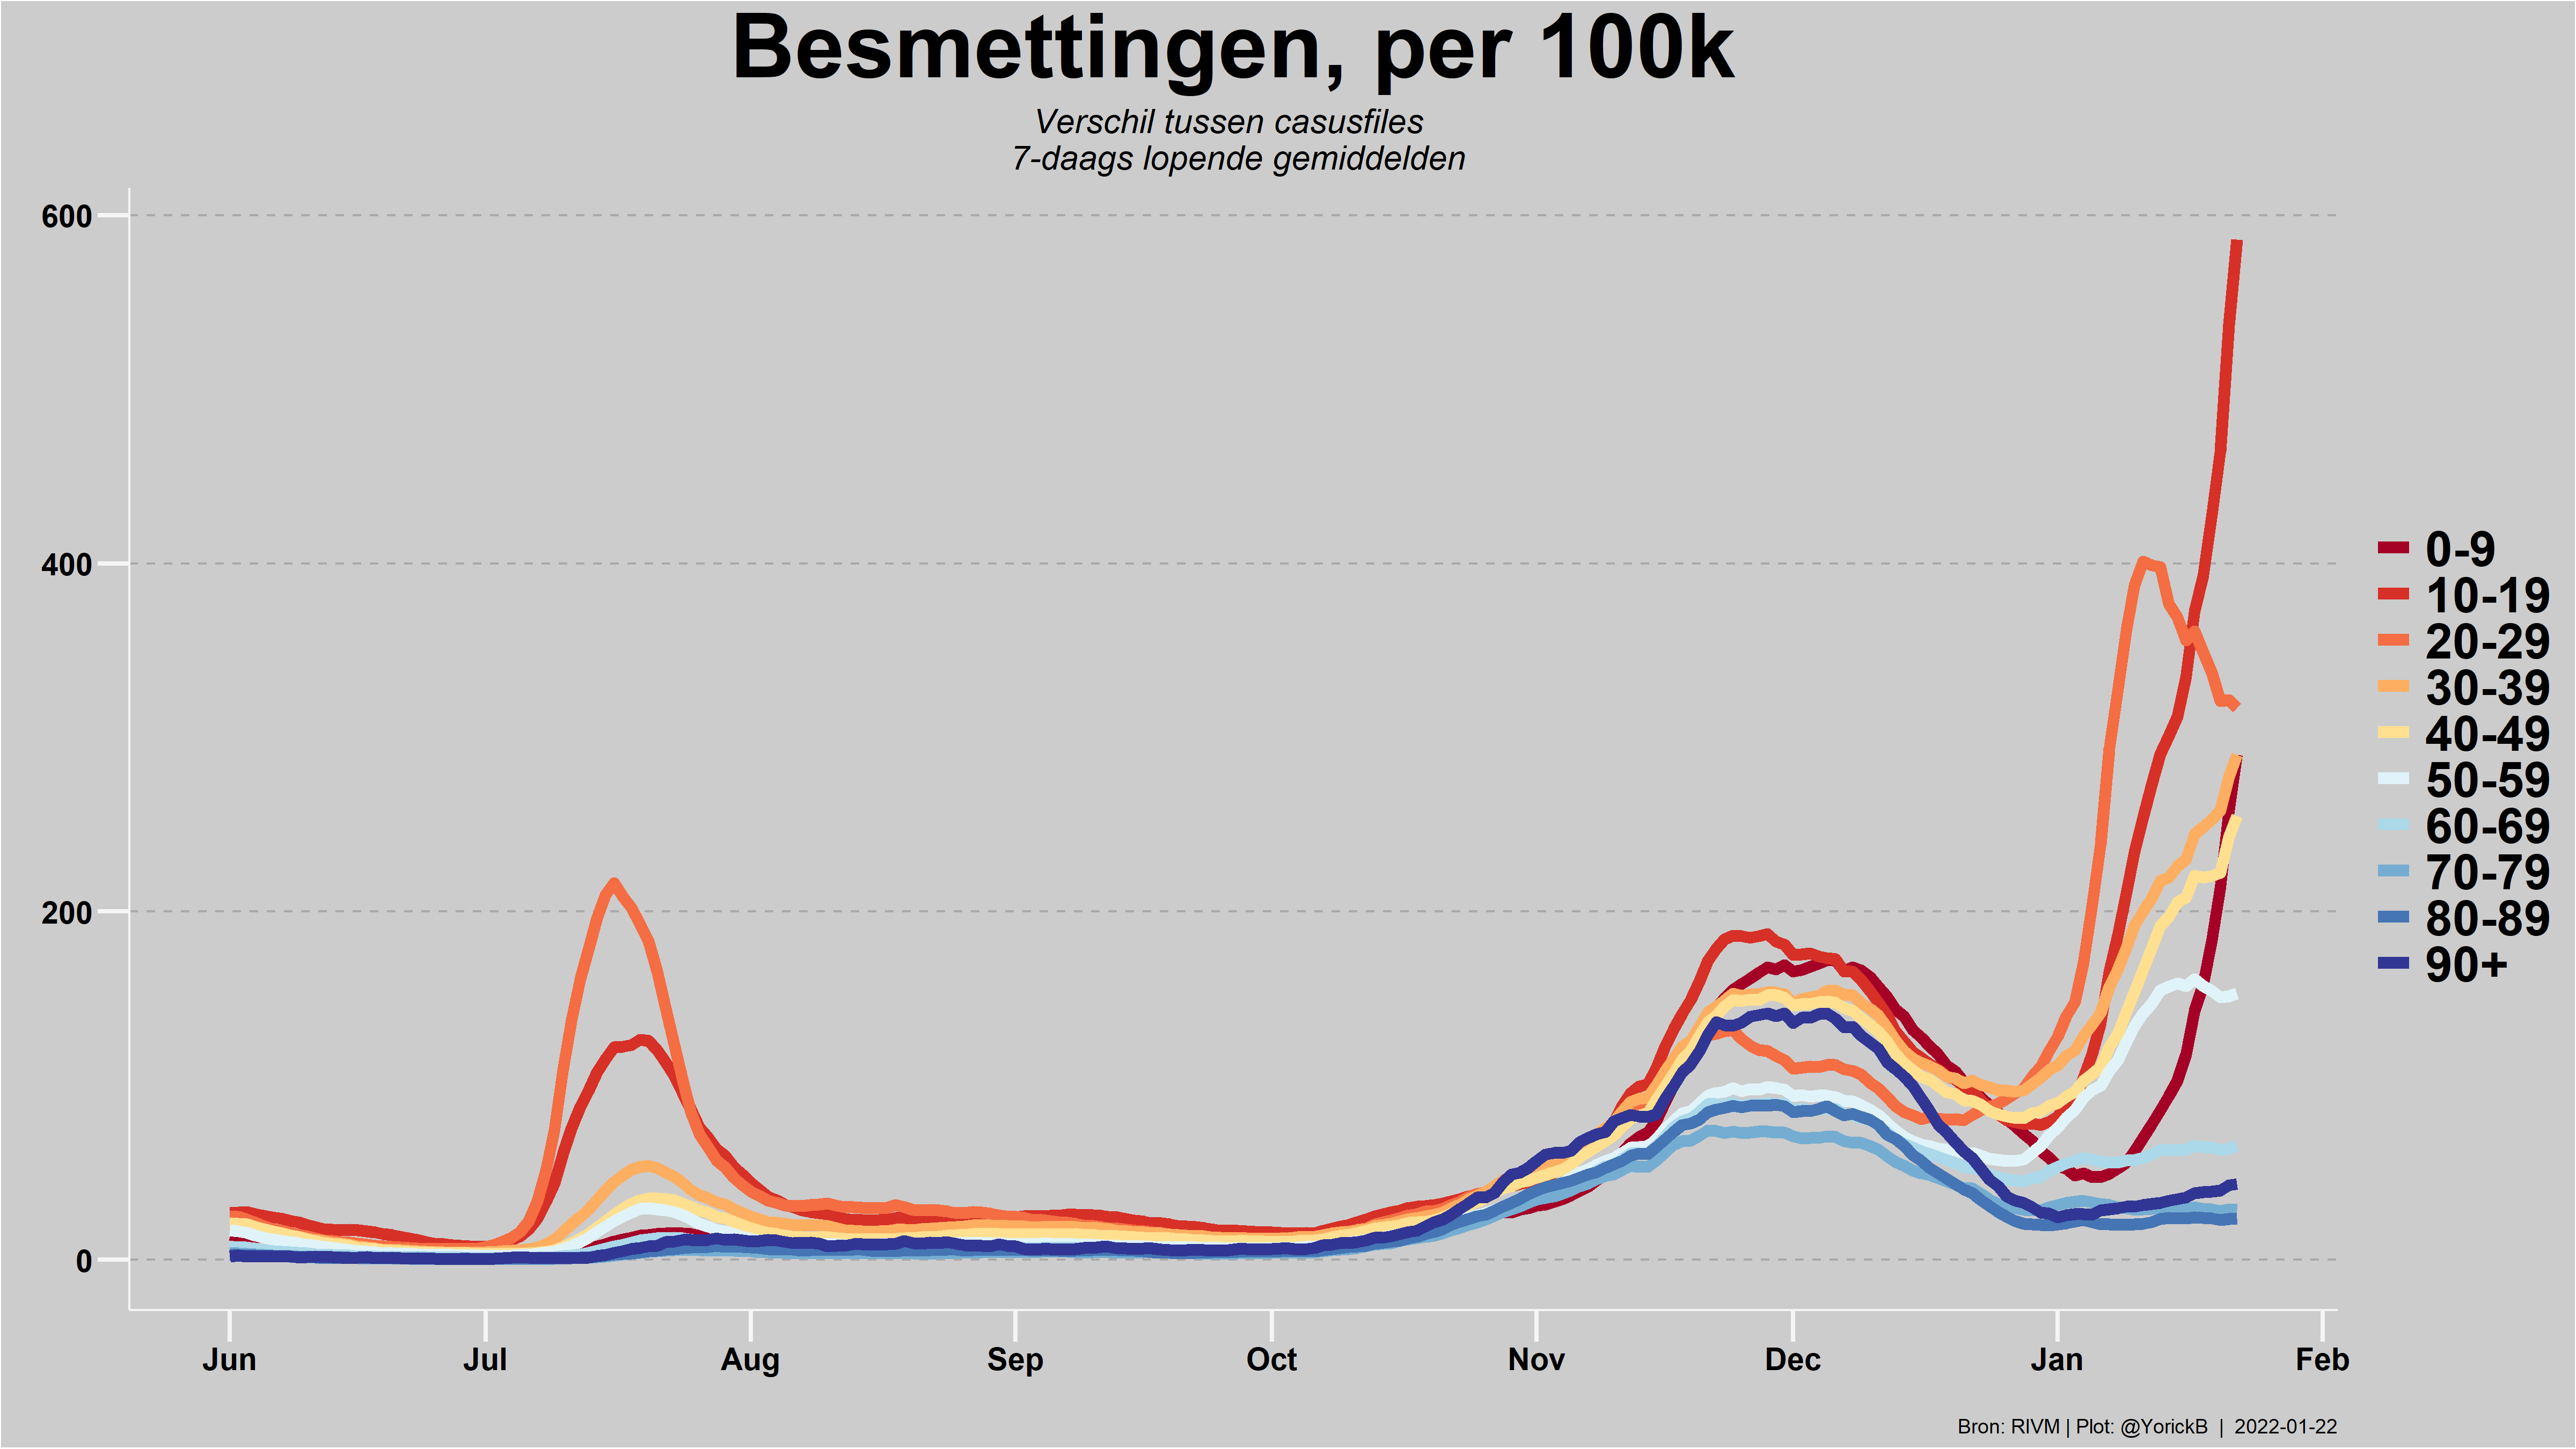 Besmettingen, per 100k
Verschil tussen casusfiles
7-daags lopende gemiddelden
600
400
200
0
Jun Jul Aug Sep Oct Nov Dec Jan Feb
0-9
10-19
20-29
30-39
40-49
50-59
60-69
70-79
80-89
90+
Bron: RIVM | Plot: @YorickB | 2022-01-22